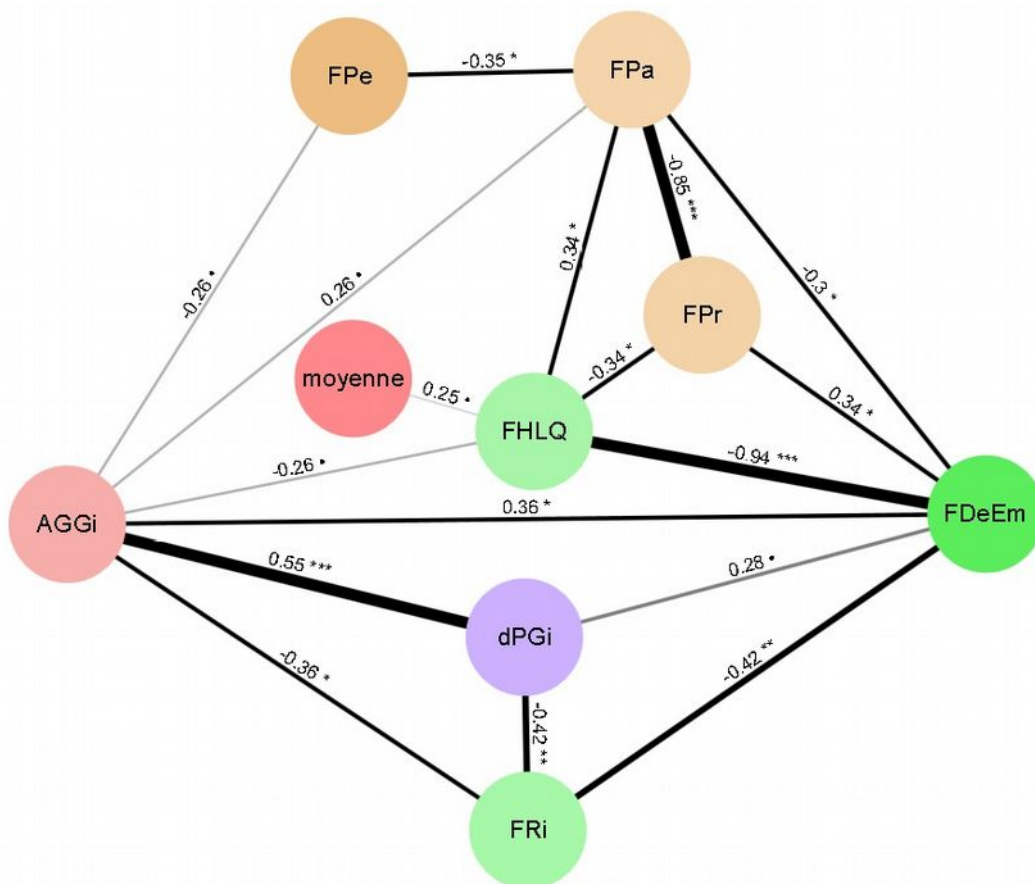 FPe
-0.35 *
FPa
-0.85 ***
0.34 *
-0.3 *
-0.26 •
0.26 •
FPr
moyenne
0.25 •
-0.34 *
0.34 *
FHLQ
-0.94 ***
-0.26 •
AGGi
0.36 *
FDeEm
0.55 ***
0.28 •
dPGi
-0.36 *
-0.42 **
-0.42 **
FRi